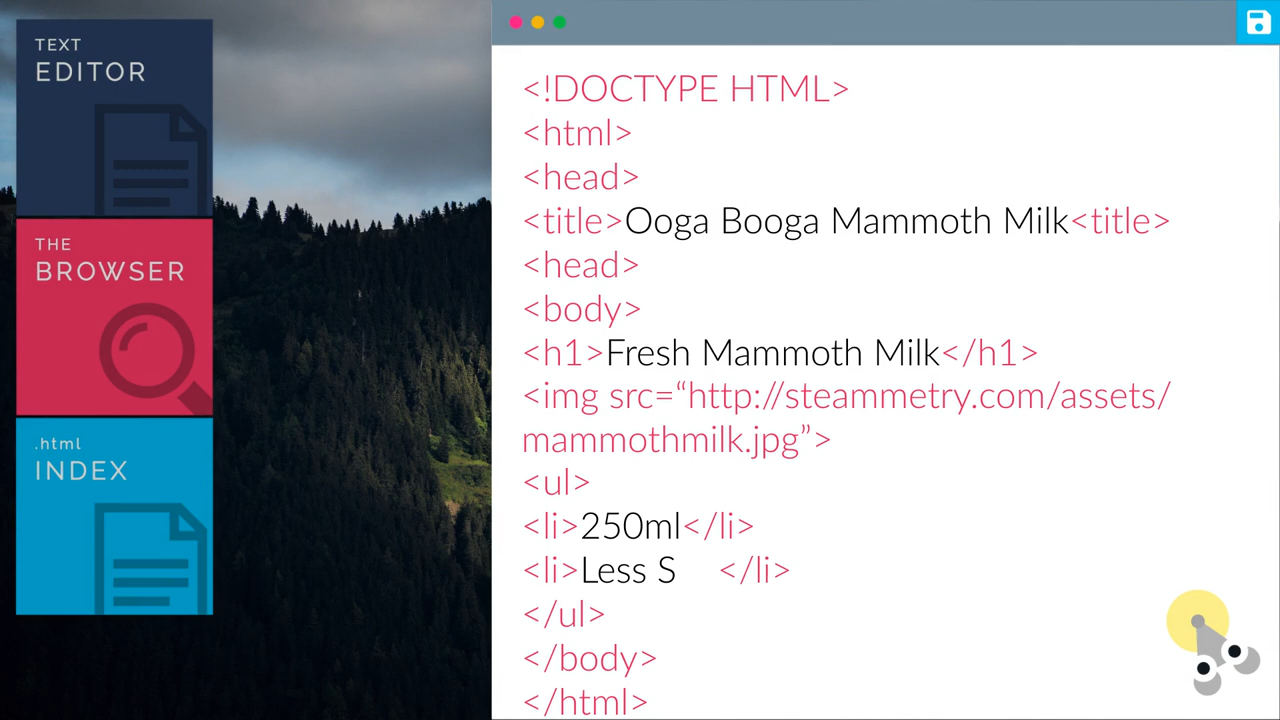 TEXT
EDITOR
THE
BROWSER
.html
INDEX
<!DOCTYPE HTML>
<html>
<head>
<title>Ooga Booga Mammoth Milk<title>
<head>
<body>
<h1>Fresh Mammoth Milk</h1>
<img src=“http://steammetry.com/assets/
mammothmilk.jpg”>
<ul>
<li>250ml</li>
<li>Less S </li>
</ul>
</body>
</html>